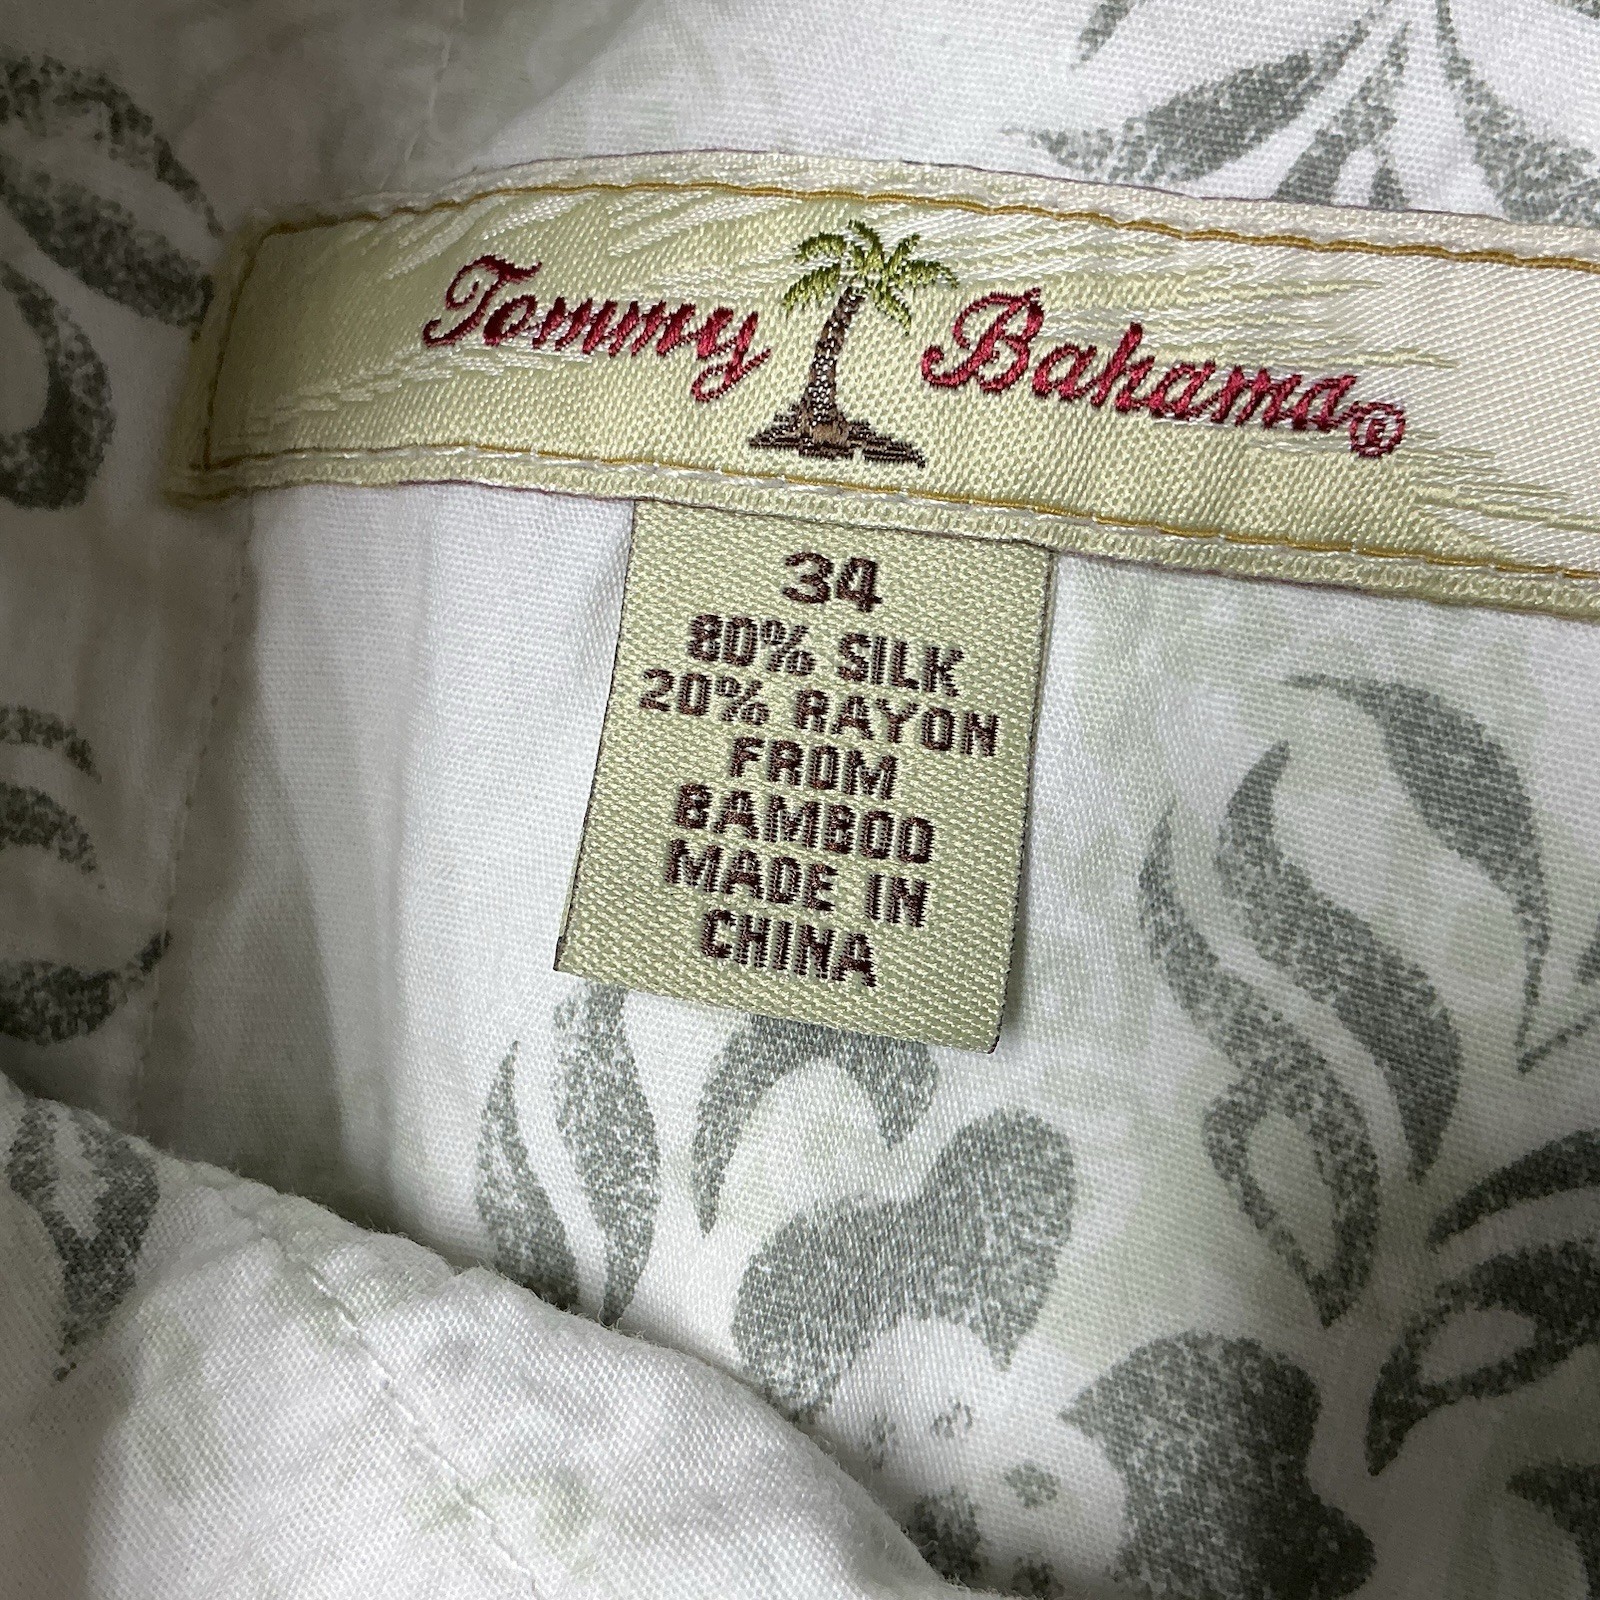 Tommy Bahama®
34
80% SILK
20% RAYON
FROM
BAMBOO
MADE IN
CHINA